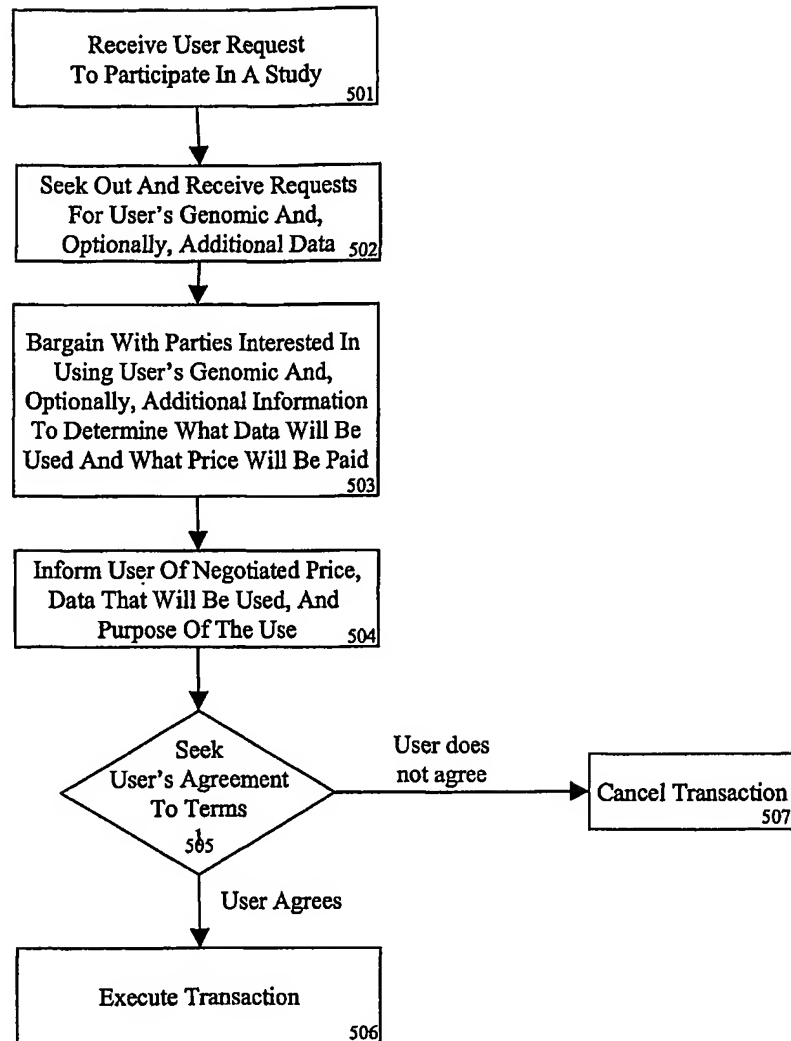 Receive User Request
To Participate In A Study
501
Seek Out And Receive Requests
For User's Genomic And,
Optionally, Additional Data
502
Bargain With Parties Interested In
Using User's Genomic And,
Optionally, Additional Information
To Determine What Data Will Be
Used And What Price Will Be Paid
503
Inform User Of Negotiated Price,
Data That Will Be Used, And
Purpose Of The Use
504
Seek
User's Agreement
To Terms
505
User does
not agree
Cancel Transaction
507
User Agrees
Execute Transaction
506